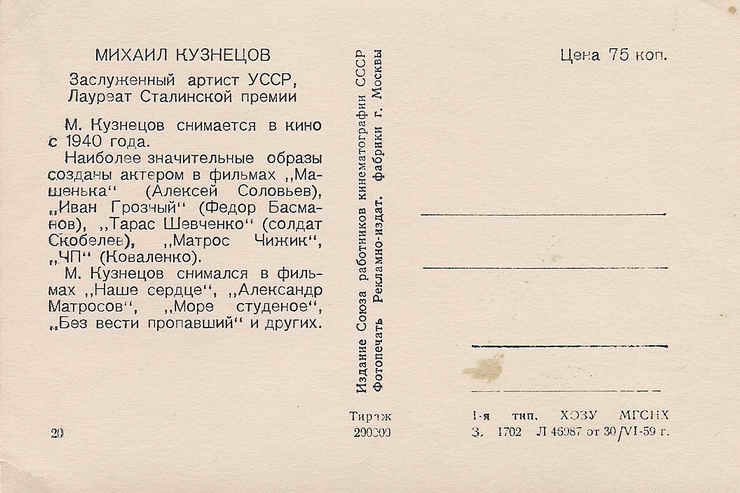 МИХАИЛ КУЗНЕЦОВ
Заслуженный артист УССР,
Лауреат Сталинской премии
М. Кузнецов снимается в кино
с 1940 года.
Наиболее значительные образы
созданы актером в фильмах „Ма-
шенька“ (Алексей Соловьев),
„Иван Грозный“ (Федор Басма-
нов), „Тарас Шевченко“ (солдат
Скобелев), „Матрос Чижик“,
„ЧП“ (Коваленко).
М. Кузнецов снимался в филь-
мах „Наше сердце“, „Александр
Матросов“, „Море студеное“,
„Без вести пропавший“ и других.
20
Издание Союза работников кинематографии СССР
Фотопечать Рекламно-издат. фабрики г. Москвы
Тираж
200000
Цена 75 коп.
1-я тип. ХОЗУ МГСНХ
З. 1702 Л 46987 от 30/VI-59 г.